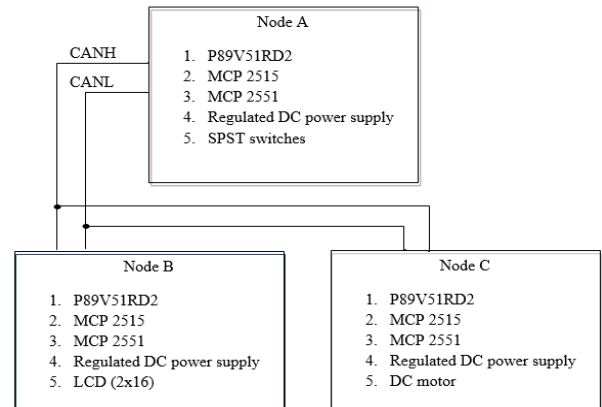 Node A
CANH
CANL
1. P89V51RD2
2. MCP 2515
3. MCP 2551
4. Regulated DC power supply
5. SPST switches
Node B
1. P89V51RD2
2. MCP 2515
3. MCP 2551
4. Regulated DC power supply
5. LCD (2x16)
Node C
1. P89V51RD2
2. MCP 2515
3. MCP 2551
4. Regulated DC power supply
5. DC motor